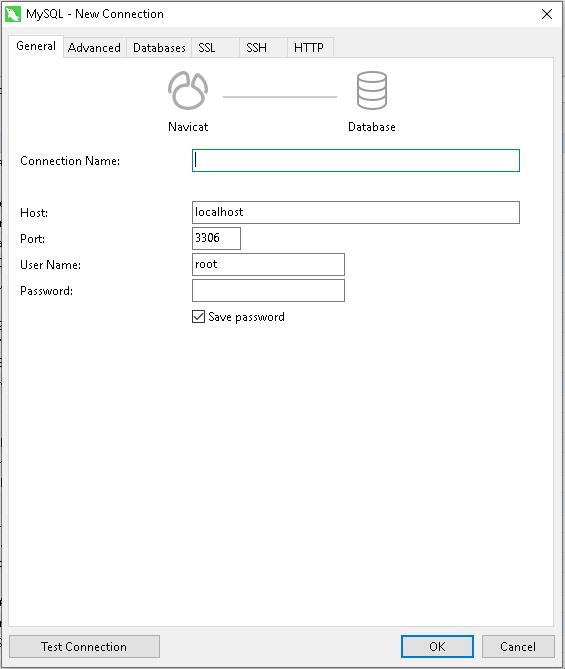 MySQL - New Connection
General Advanced Databases SSL SSH HTTP
Navicat Database
Connection Name:
Host: localhost
Port: 3306
User Name: root
Password:
Save password
Test Connection OK Cancel